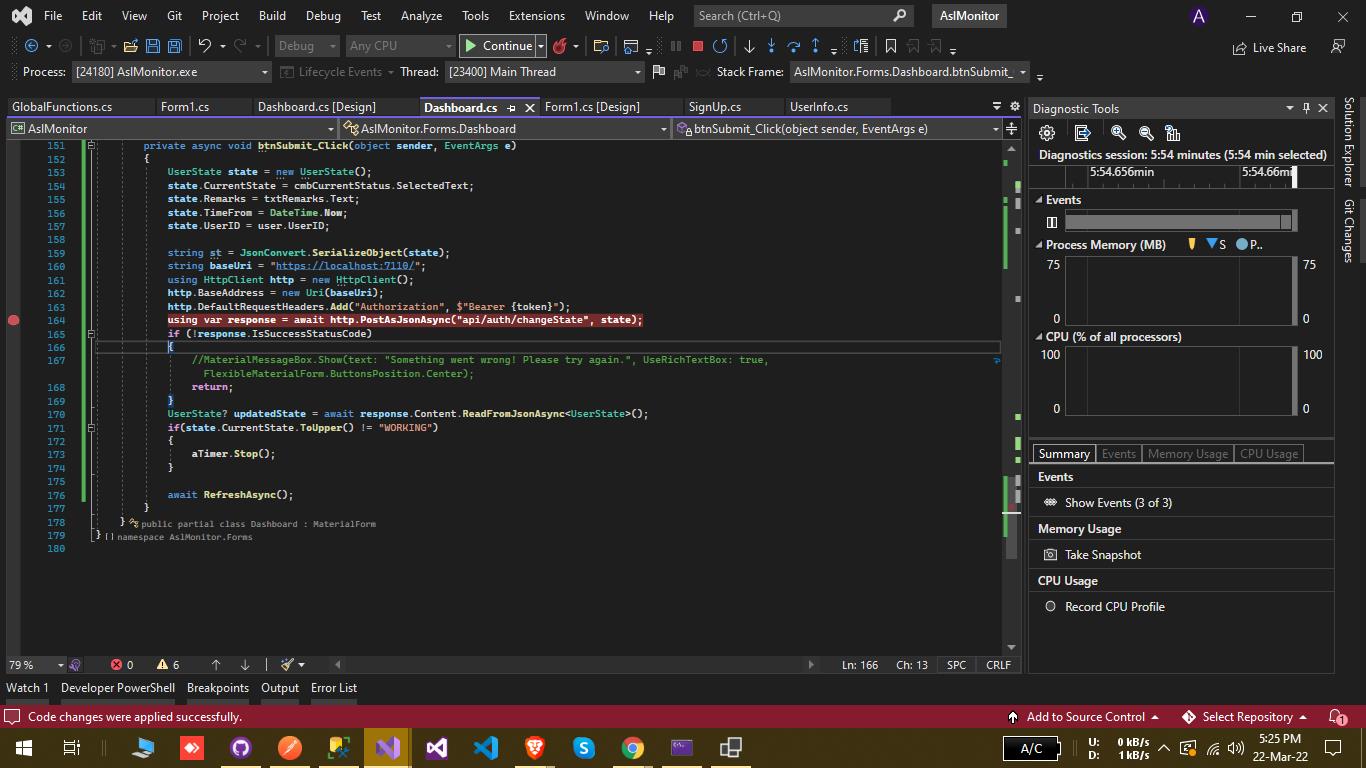 File Edit View Git Project Build Debug Test Analyze Tools Extensions Window Help Search (Ctrl+Q) AslMonitor A
Debug Any CPU Continue Live Share
Process: [24180] AslMonitor.exe Lifecycle Events Thread: [23400] Main Thread Stack Frame: AslMonitor.Forms.Dashboard.btnSubmit_
GlobalFunctions.cs Form1.cs Dashboard.cs [Design] Dashboard.cs Form1.cs [Design] SignUp.cs UserInfo.cs
C# AslMonitor AslMonitor.Forms.Dashboard btnSubmit_Click(object sender, EventArgs e)
151 private async void btnSubmit_Click(object sender, EventArgs e)
152 {
153 UserState state = new UserState();
154 state.CurrentState = cmbCurrentStatus.SelectedText;
155 state.Remarks = txtRemarks.Text;
156 state.TimeFrom = DateTime.Now;
157 state.UserID = user.UserID;
158
159 string st = JsonConvert.SerializeObject(state);
160 string baseUri = "https://localhost:7110/";
161 using HttpClient http = new HttpClient();
162 http.BaseAddress = new Uri(baseUri);
163 http.DefaultRequestHeaders.Add("Authorization", $"Bearer {token}");
164 using var response = await http.PostAsJsonAsync("api/auth/changeState", state);
165 if (!response.IsSuccessStatusCode)
166 {
167 //MaterialMessageBox.Show(text: "Something went wrong! Please try again.", UseRichTextBox: true,
FlexibleMaterialForm.ButtonsPosition.Center);
168 return;
169 }
170 UserState? updatedState = await response.Content.ReadFromJsonAsync<UserState>();
171 if(state.CurrentState.ToUpper() != "WORKING")
172 {
173 aTimer.Stop();
174 }
175
176 await RefreshAsync();
177 }
178 } public partial class Dashboard : MaterialForm
179 } namespace AslMonitor.Forms
180
79 % 0 6 Ln: 166 Ch: 13 SPC CRLF
Diagnostic Tools
Diagnostics session: 5:54 minutes (5:54 min selected)
5:54.656min 5:54.66mi
Events
Process Memory (MB) S P..
75 75
0 0
CPU (% of all processors)
100 100
0 0
Summary Events Memory Usage CPU Usage
Events
Show Events (3 of 3)
Memory Usage
Take Snapshot
CPU Usage
Record CPU Profile
Solution Explorer
Git Changes
Watch 1 Developer PowerShell Breakpoints Output Error List
Code changes were applied successfully. Add to Source Control Select Repository 1
A/C U: 0 kB/s 5:25 PM
D: 1 kB/s 22-Mar-22